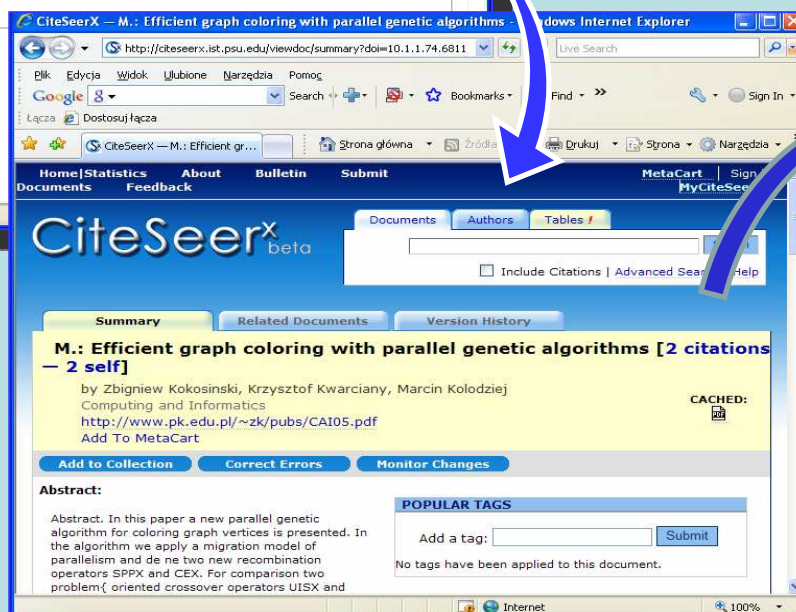 CiteSeerX — M.: Efficient graph coloring with parallel genetic algorithms - Windows Internet Explorer
http://citeseerx.ist.psu.edu/viewdoc/summary?doi=10.1.1.74.6811
Live Search
Plik Edycja Widok Ulubione Narzędzia Pomoc
Google Search Bookmarks Find Sign In
Łącza Dostosuj łącza
CiteSeerX — M.: Efficient gr... Strona główna Drukuj Strona Narzędzia
Home|Statistics About Bulletin Submit MetaCart Sign
Documents Feedback
CiteSeerx beta
Documents Authors Tables !
Include Citations | Advanced Search Help
Summary Related Documents Version History
M.: Efficient graph coloring with parallel genetic algorithms [2 citations
— 2 self]
by Zbigniew Kokosinski, Krzysztof Kwarciany, Marcin Kolodziej
Computing and Informatics
http://www.pk.edu.pl/~zk/pubs/CAI05.pdf
Add To MetaCart
CACHED:
PDF
Add to Collection Correct Errors Monitor Changes
Abstract:
Abstract. In this paper a new parallel genetic
algorithm for coloring graph vertices is presented. In
the algorithm we apply a migration model of
parallelism and de ne two new recombination
operators SPPX and CEX. For comparison two
problem{ oriented crossover operators UISX and
POPULAR TAGS
Add a tag: Submit
No tags have been applied to this document.
Internet 100%